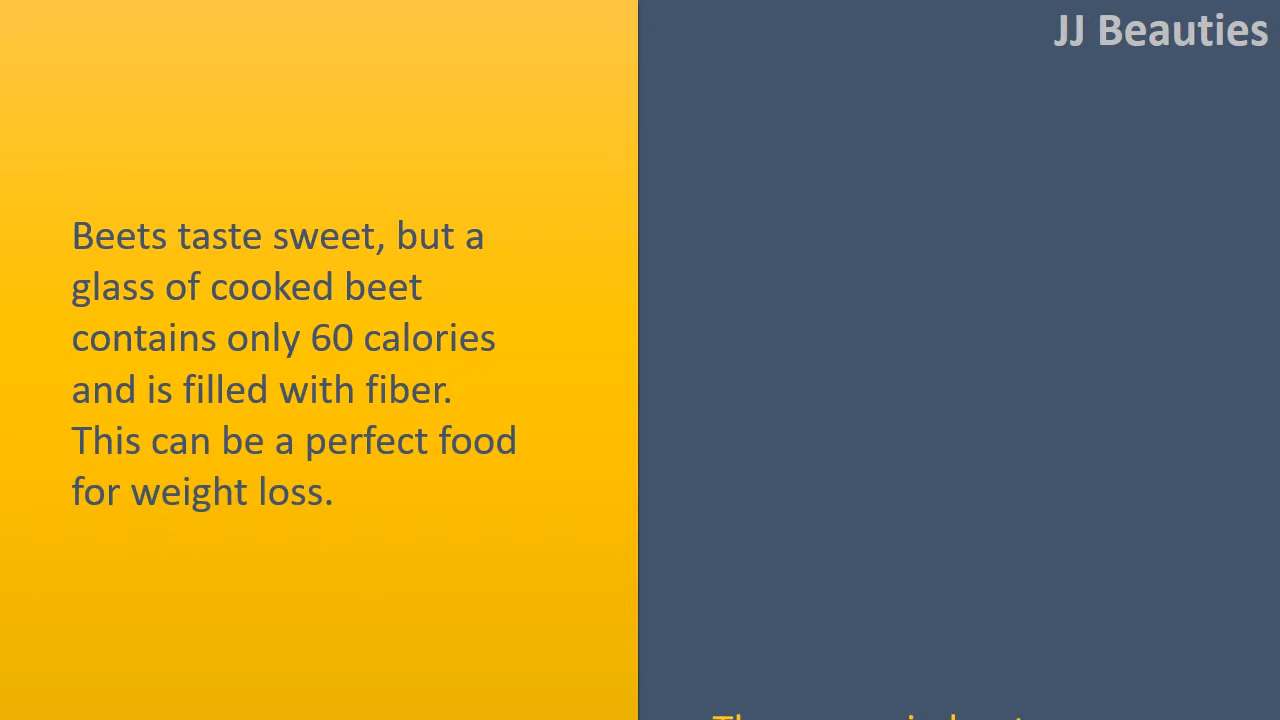 JJ Beauties
Beets taste sweet, but a
glass of cooked beet
contains only 60 calories
and is filled with fiber.
This can be a perfect food
for weight loss.